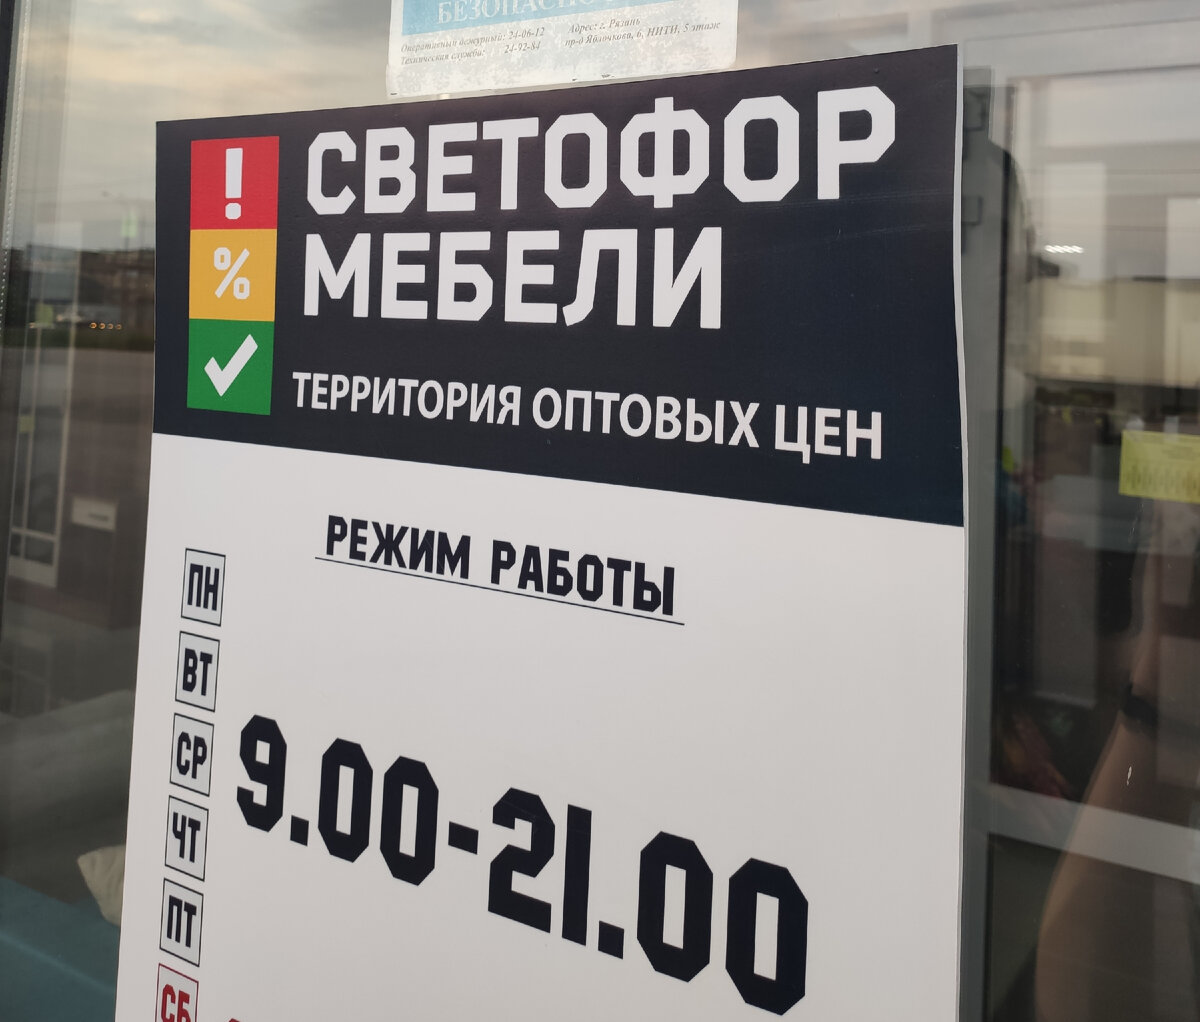 Оперативный дежурный: 24-06-12
Техническая служба: 24-92-84
Адрес: г. Рязань
пр-д Яблочкова, 6, НИТИ, 5 этаж
!
СВЕТОФОР
%
МЕБЕЛИ
ТЕРРИТОРИЯ ОПТОВЫХ ЦЕН
РЕЖИМ РАБОТЫ
ПН
ВТ
СР
9.00-21.00
ЧТ
ПТ
СБ